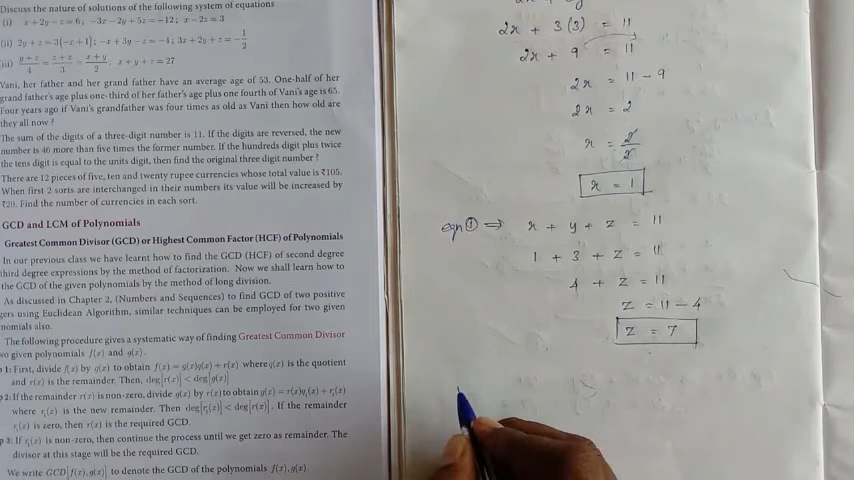 Discuss the nature of solutions of the following system of equations
(i) x+2y−z=6; −3x−2y+5z=−12; x−2z=3
(ii) 2y+z=3(−x+1); −x+3y−z=−4; 3x+2y+z=−1/2
(iii) (y+z)/4 = (z+x)/3 = (x+y)/2, x+y+z=27
Vani, her father and her grand father have an average age of 53. One-half of her
grand father's age plus one-third of her father's age plus one fourth of Vani's age is 65.
Four years ago if Vani's grandfather was four times as old as Vani then how old are
they all now ?
The sum of the digits of a three-digit number is 11. If the digits are reversed, the new
number is 46 more than five times the former number. If the hundreds digit plus twice
the tens digit is equal to the units digit, then find the original three digit number ?
There are 12 pieces of five, ten and twenty rupee currencies whose total value is ₹105.
When first 2 sorts are interchanged in their numbers its value will be increased by
₹20. Find the number of currencies in each sort.
GCD and LCM of Polynomials
Greatest Common Divisor (GCD) or Highest Common Factor (HCF) of Polynomials
In our previous class we have learnt how to find the GCD (HCF) of second degree
third degree expressions by the method of factorization. Now we shall learn how to
the GCD of the given polynomials by the method of long division.
As discussed in Chapter 2, (Numbers and Sequences) to find GCD of two positive
gers using Euclidean Algorithm, similar techniques can be employed for two given
nomials also.
The following procedure gives a systematic way of finding Greatest Common Divisor
wo given polynomials f(x) and g(x).
p 1: First, divide f(x) by g(x) to obtain f(x)=g(x)q(x)+r(x) where q(x) is the quotient
and r(x) is the remainder. Then, deg[r(x)]<deg[g(x)]
p 2: If the remainder r(x) is non-zero, divide g(x) by r(x) to obtain g(x)=r(x)q₁(x)+r₁(x)
where r₁(x) is the new remainder. Then deg[r₁(x)]<deg[r(x)]. If the remainder
r₁(x) is zero, then r(x) is the required GCD.
p 3: If r₁(x) is non-zero, then continue the process until we get zero as remainder. The
divisor at this stage will be the required GCD.
We write GCD[f(x),g(x)] to denote the GCD of the polynomials f(x),g(x).
2x + 3(3) = 11
2x + 9 = 11
2x = 11 − 9
2x = 2
x = 2/2
x = 1
eqn ① ⇒ x + y + z = 11
1 + 3 + z = 11
4 + z = 11
z = 11 − 4
z = 7